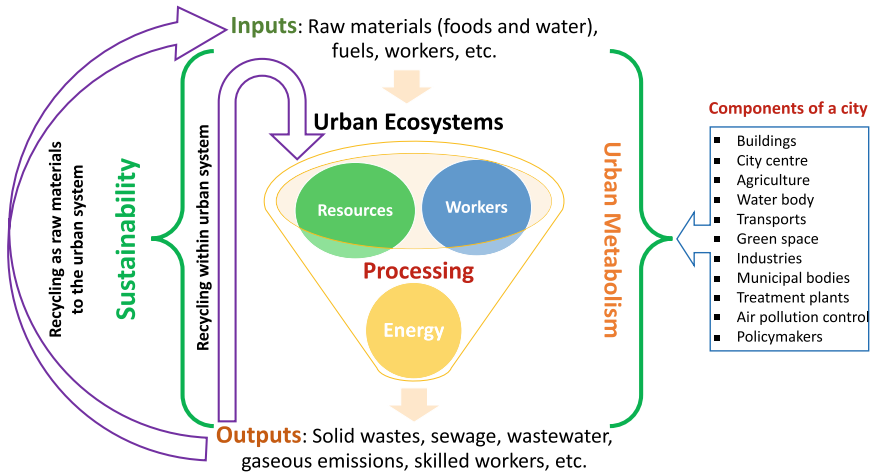 Inputs: Raw materials (foods and water),
fuels, workers, etc.
Recycling as raw materials
to the urban system
Sustainability
Recycling within urban system
Urban Ecosystems
Resources
Workers
Processing
Energy
Urban Metabolism
Components of a city
▪ Buildings
▪ City centre
▪ Agriculture
▪ Water body
▪ Transports
▪ Green space
▪ Industries
▪ Municipal bodies
▪ Treatment plants
▪ Air pollution control
▪ Policymakers
Outputs: Solid wastes, sewage, wastewater,
gaseous emissions, skilled workers, etc.